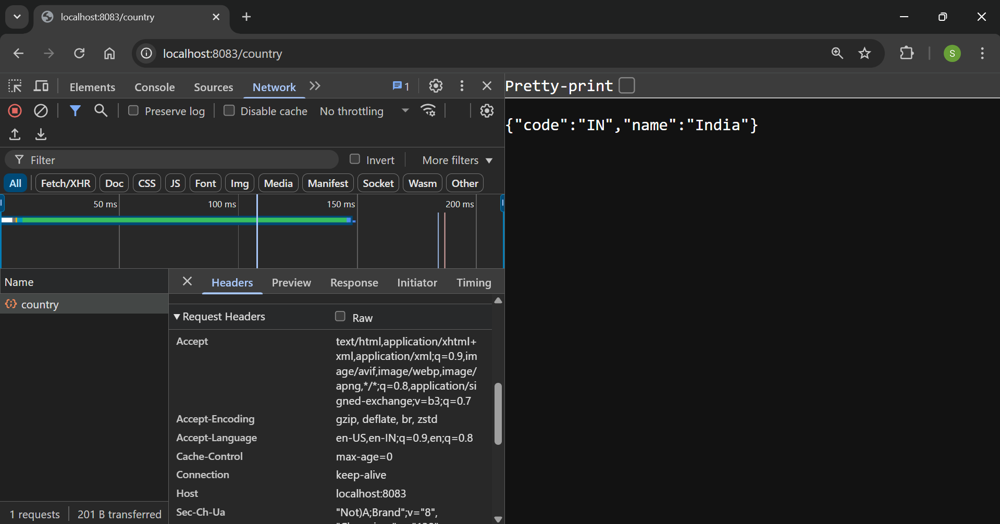 localhost:8083/country
localhost:8083/country
S
Elements Console Sources Network 1
Pretty-print
Preserve log Disable cache No throttling
{"code":"IN","name":"India"}
Filter Invert More filters
All Fetch/XHR Doc CSS JS Font Img Media Manifest Socket Wasm Other
50 ms 100 ms 150 ms 200 ms
Name
Headers Preview Response Initiator Timing
country
Request Headers Raw
Accept text/html,application/xhtml+
xml,application/xml;q=0.9,im
age/avif,image/webp,image/
apng,*/*;q=0.8,application/si
gned-exchange;v=b3;q=0.7
Accept-Encoding gzip, deflate, br, zstd
Accept-Language en-US,en-IN;q=0.9,en;q=0.8
Cache-Control max-age=0
Connection keep-alive
Host localhost:8083
Sec-Ch-Ua "Not)A;Brand";v="8",
1 requests 201 B transferred